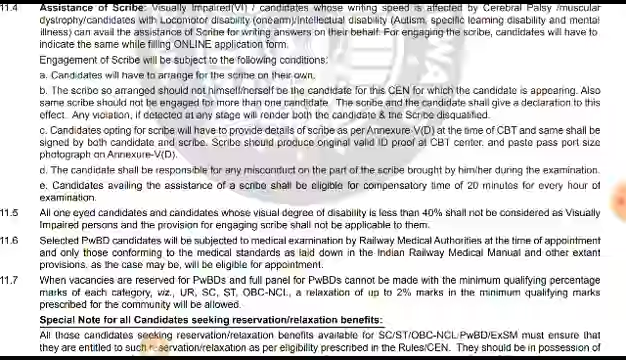 11.4 Assistance of Scribe: Visually Impaired(VI) / candidates whose writing speed is affected by Cerebral Palsy /muscular
dystrophy/candidates with Locomotor disability (one arm)/intellectual disability (Autism, specific learning disability and mental
illness) can avail the assistance of Scribe for writing answers on their behalf. For engaging the scribe, candidates will have to
indicate the same while filling ONLINE application form.
Engagement of Scribe will be subject to the following conditions:
a. Candidates will have to arrange for the scribe on their own.
b. The scribe so arranged should not himself/herself be the candidate for this CEN for which the candidate is appearing. Also
same scribe should not be engaged for more than one candidate. The scribe and the candidate shall give a declaration to this
effect. Any violation, if detected at any stage will render both the candidate & the Scribe disqualified.
c. Candidates opting for scribe will have to provide details of scribe as per Annexure-V(D) at the time of CBT and same shall be
signed by both candidate and scribe. Scribe should produce original valid ID proof at CBT center. and paste pass port size
photograph on Annexure-V(D).
d. The candidate shall be responsible for any misconduct on the part of the scribe brought by him/her during the examination.
e. Candidates availing the assistance of a scribe shall be eligible for compensatory time of 20 minutes for every hour of
examination.
11.5 All one eyed candidates and candidates whose visual degree of disability is less than 40% shall not be considered as Visually
Impaired persons and the provision for engaging scribe shall not be applicable to them.
11.6 Selected PwBD candidates will be subjected to medical examination by Railway Medical Authorities at the time of appointment
and only those conforming to the medical standards as laid down in the Indian Railway Medical Manual and other extant
provisions, as the case may be, will be eligible for appointment.
11.7 When vacancies are reserved for PwBDs and full panel for PwBDs cannot be made with the minimum qualifying percentage
marks of each category, viz., UR, SC, ST, OBC-NCL, a relaxation of up to 2% marks in the minimum qualifying marks
prescribed for the community will be allowed.
Special Note for all Candidates seeking reservation/relaxation benefits:
All those candidates seeking reservation/relaxation benefits available for SC/ST/OBC-NCL/PwBD/ExSM must ensure that
they are entitled to such reservation/relaxation as per eligibility prescribed in the Rules/CEN. They should be in possession of